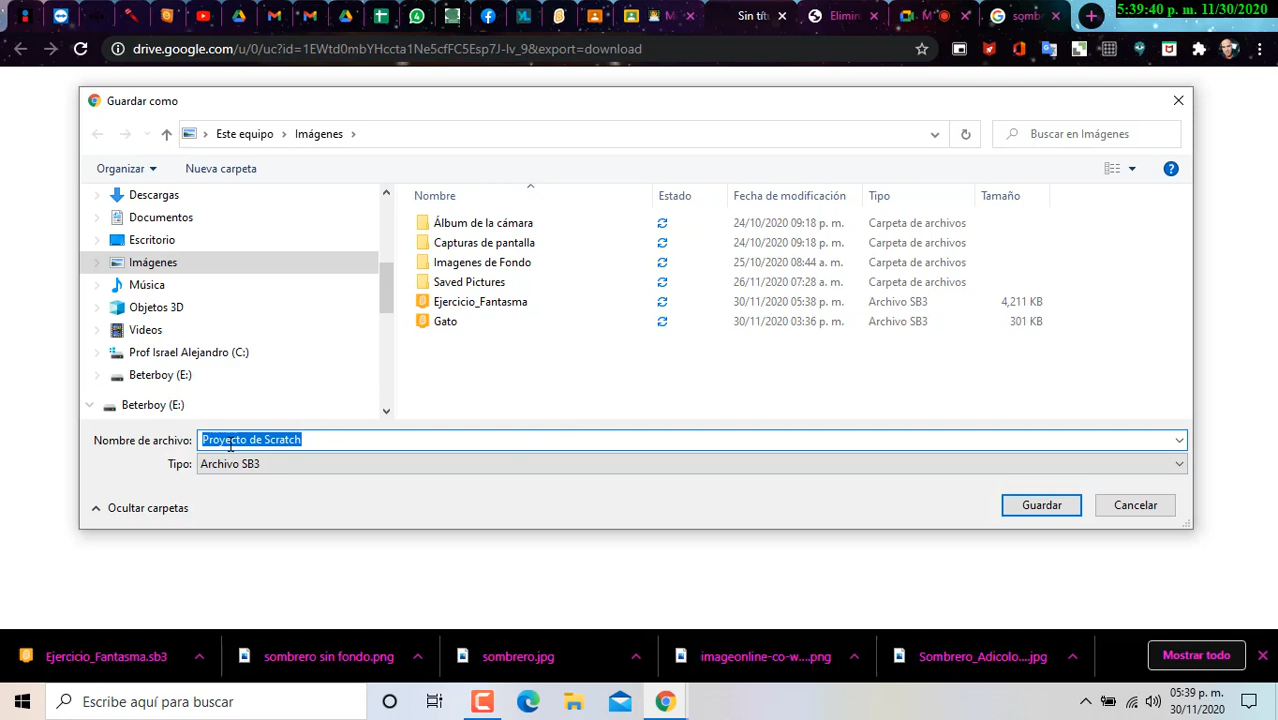 M
Sin títu
Elimin
M
somb
5:39:40 p. m. 11/30/2020
drive.google.com/u/0/uc?id=1EWtd0mbYHccta1Ne5cfFC5Esp7J-Iv_9&export=download
Guardar como
Este equipo
Imágenes
Buscar en Imágenes
Organizar
Nueva carpeta
Descargas
Documentos
Escritorio
Imágenes
Música
Objetos 3D
Videos
Prof Israel Alejandro (C:)
Beterboy (E:)
Beterboy (E:)
Nombre Estado Fecha de modificación Tipo Tamaño
Álbum de la cámara 24/10/2020 09:18 p. m. Carpeta de archivos
Capturas de pantalla 24/10/2020 09:18 p. m. Carpeta de archivos
Imagenes de Fondo 25/10/2020 08:44 a. m. Carpeta de archivos
Saved Pictures 26/11/2020 07:28 a. m. Carpeta de archivos
Ejercicio_Fantasma 30/11/2020 05:38 p. m. Archivo SB3 4,211 KB
Gato 30/11/2020 03:36 p. m. Archivo SB3 301 KB
Nombre de archivo: Proyecto de Scratch
Tipo: Archivo SB3
Ocultar carpetas
Guardar
Cancelar
Ejercicio_Fantasma.sb3
sombrero sin fondo.png
sombrero.jpg
imageonline-co-w....png
Sombrero_Adicolo....jpg
Mostrar todo
Escribe aquí para buscar
05:39 p. m.
30/11/2020